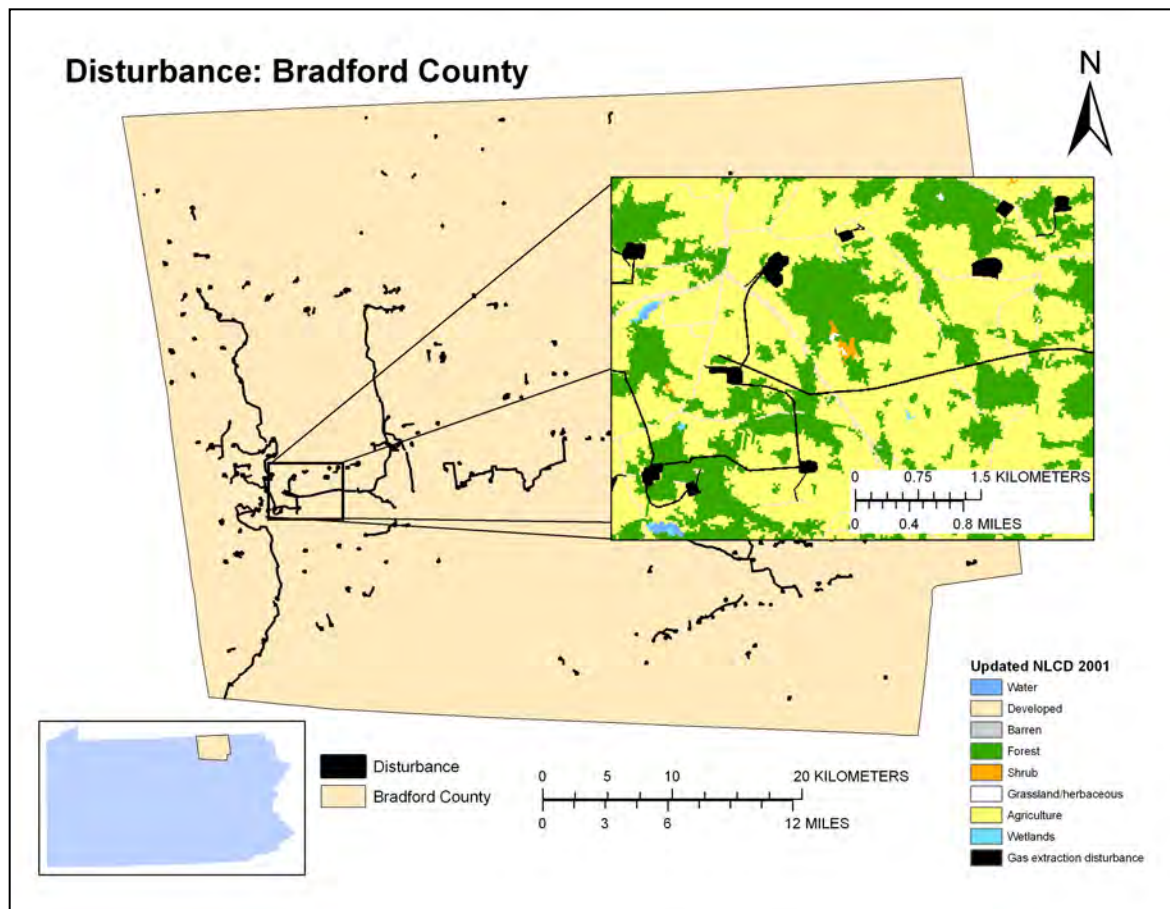 Disturbance: Bradford County
N
0 0.75 1.5 KILOMETERS
0 0.4 0.8 MILES
Updated NLCD 2001
Water
Developed
Barren
Forest
Shrub
Grassland/herbaceous
Agriculture
Wetlands
Gas extraction disturbance
Disturbance
Bradford County
0 5 10 20 KILOMETERS
0 3 6 12 MILES